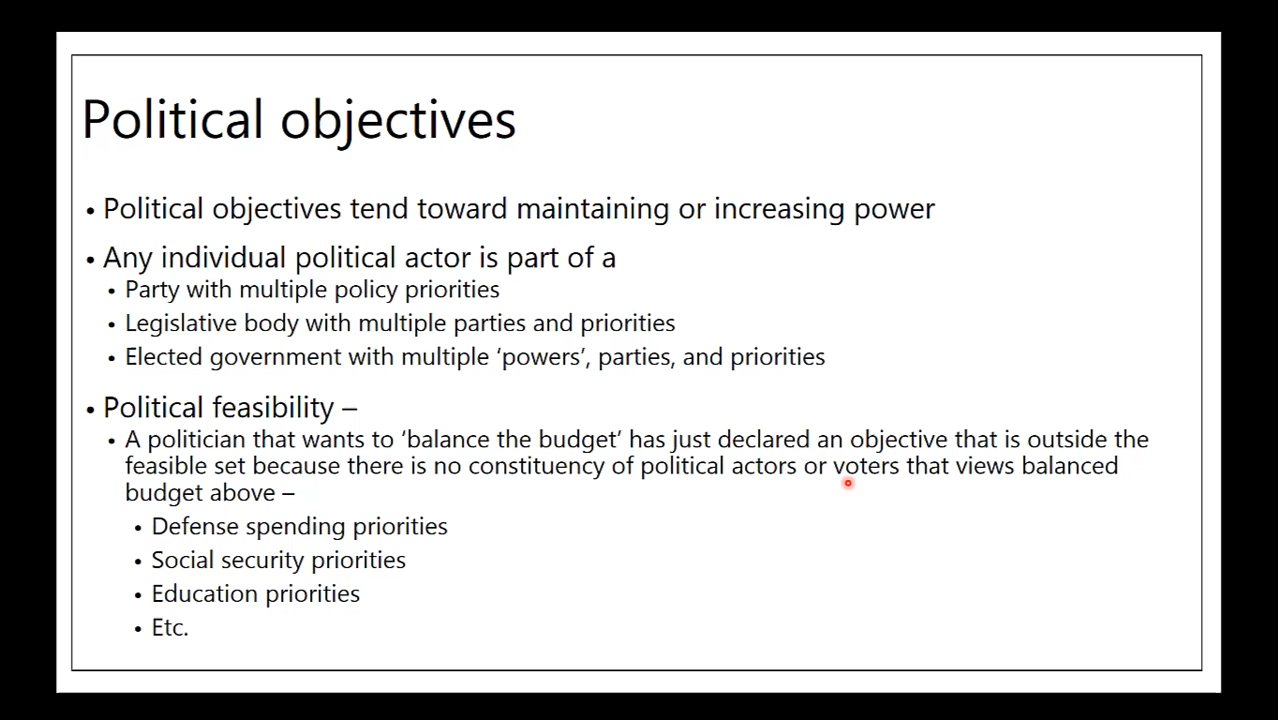 Political objectives
• Political objectives tend toward maintaining or increasing power
• Any individual political actor is part of a
• Party with multiple policy priorities
• Legislative body with multiple parties and priorities
• Elected government with multiple ‘powers’, parties, and priorities
• Political feasibility –
• A politician that wants to ‘balance the budget’ has just declared an objective that is outside the
feasible set because there is no constituency of political actors or voters that views balanced
budget above –
• Defense spending priorities
• Social security priorities
• Education priorities
• Etc.